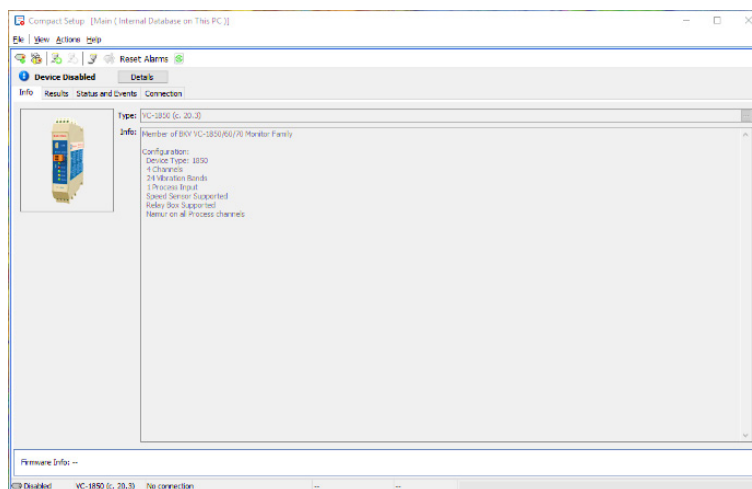 Compact Setup [Main ( Internal Database on This PC )]
File View Actions Help
Reset Alarms
Device Disabled Details
Info Results Status and Events Connection
Type: VC-1850 (c. 20.3)
Info: Member of BKV VC-1850/60/70 Monitor Family
Configuration:
Device Type: 1850
4 Channels
24 Vibration Bands
1 Process Input
Speed Sensor Supported
Relay Box Supported
Namur on all Process channels
Firmware Info: --
Disabled VC-1850 (c. 20.3) No connection -- --